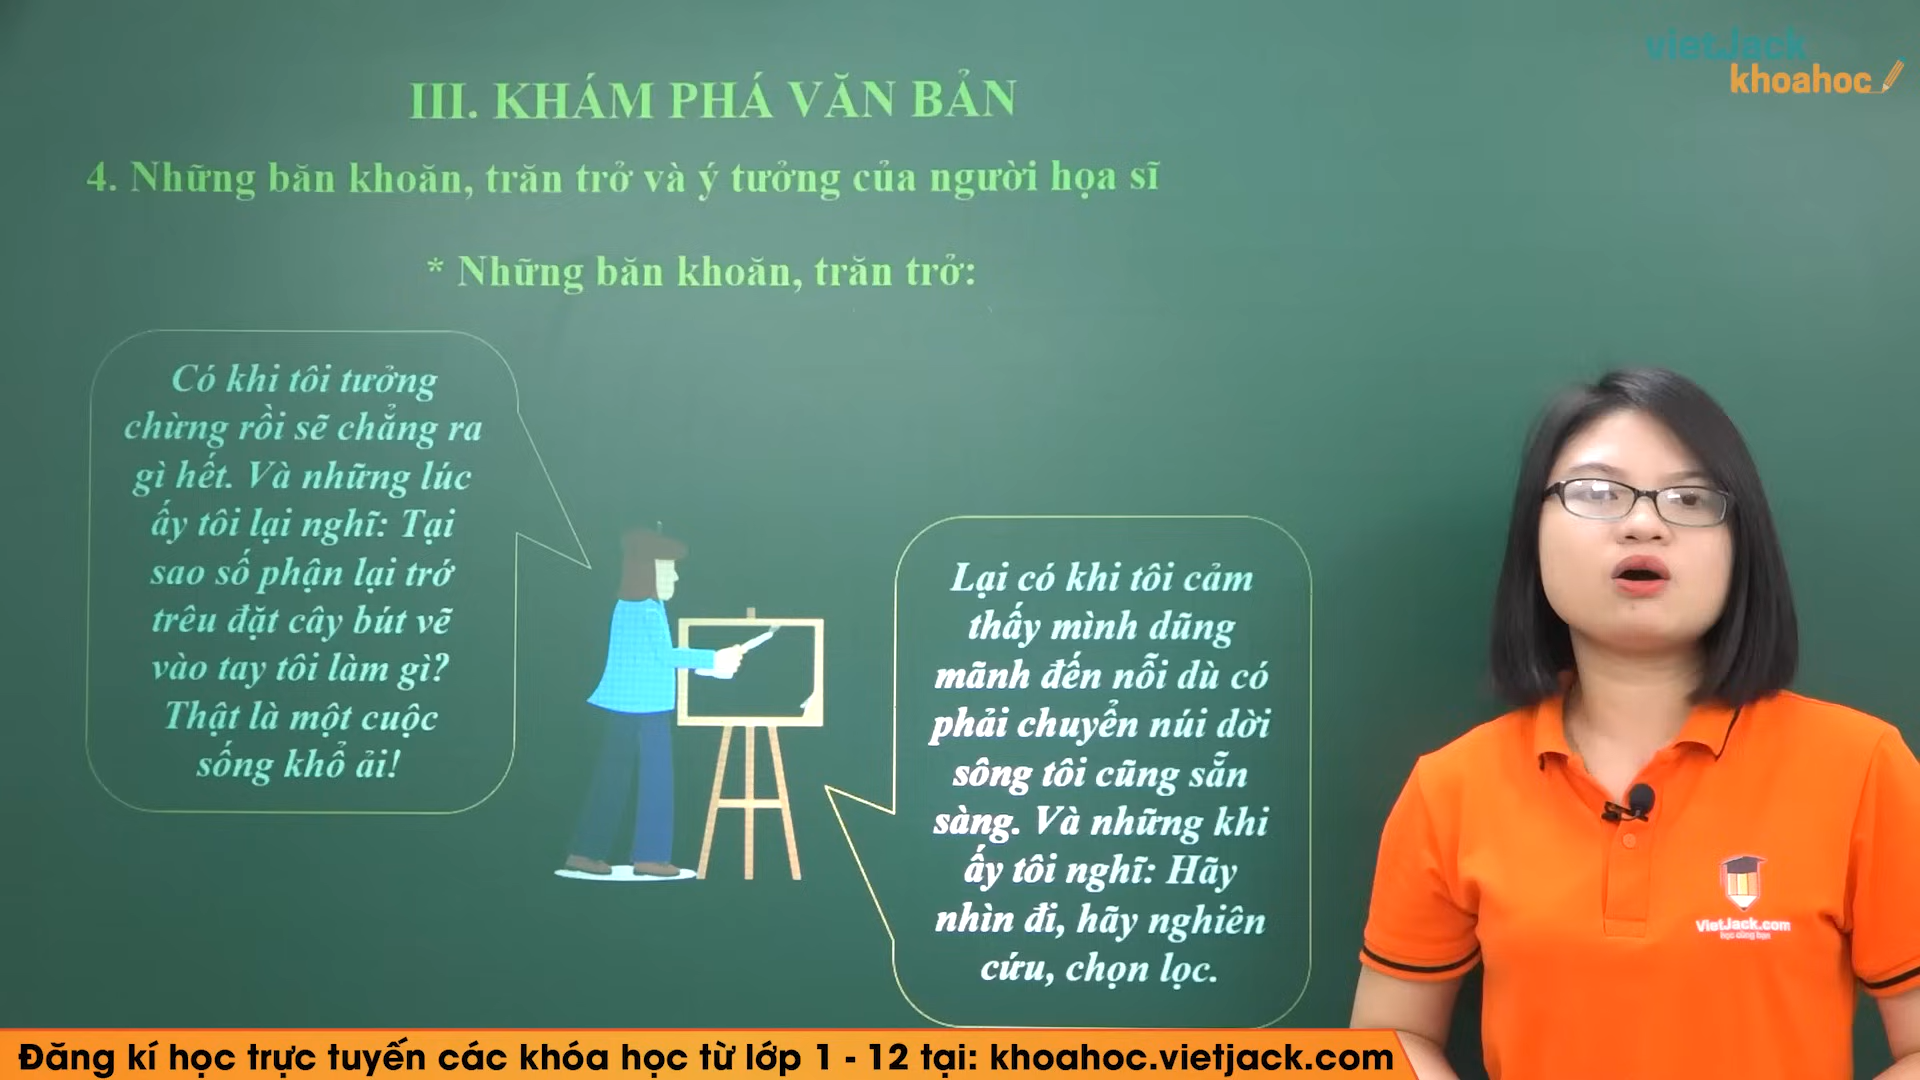 vietJack
khoahoc
III. KHÁM PHÁ VĂN BẢN
4. Những băn khoăn, trăn trở và ý tưởng của người họa sĩ
* Những băn khoăn, trăn trở:
Có khi tôi tưởng
chừng rồi sẽ chẳng ra
gì hết. Và những lúc
ấy tôi lại nghĩ: Tại
sao số phận lại trớ
trêu đặt cây bút vẽ
vào tay tôi làm gì?
Thật là một cuộc
sống khổ ải!
Lại có khi tôi cảm
thấy mình dũng
mãnh đến nỗi dù có
phải chuyển núi dời
sông tôi cũng sẵn
sàng. Và những khi
ấy tôi nghĩ: Hãy
nhìn đi, hãy nghiên
cứu, chọn lọc.
VietJack.com
học cùng bạn
Đăng kí học trực tuyến các khóa học từ lớp 1 - 12 tại: khoahoc.vietjack.com